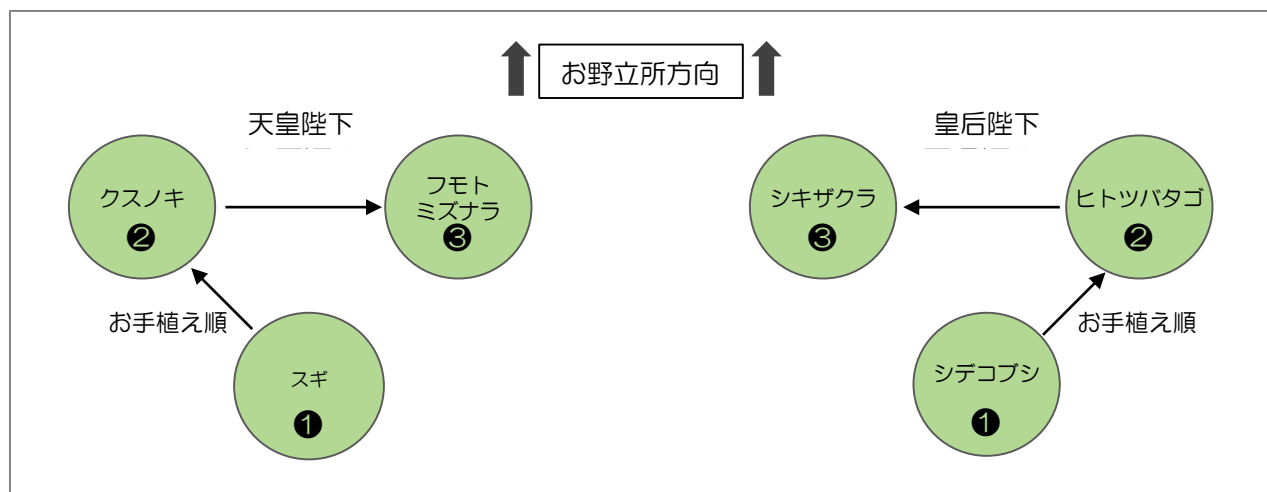 お野立所方向
天皇陛下
クスノキ
❷
フモト
ミズナラ
❸
お手植え順
スギ
❶
皇后陛下
シキザクラ
❸
ヒトツバタゴ
❷
お手植え順
シデコブシ
❶